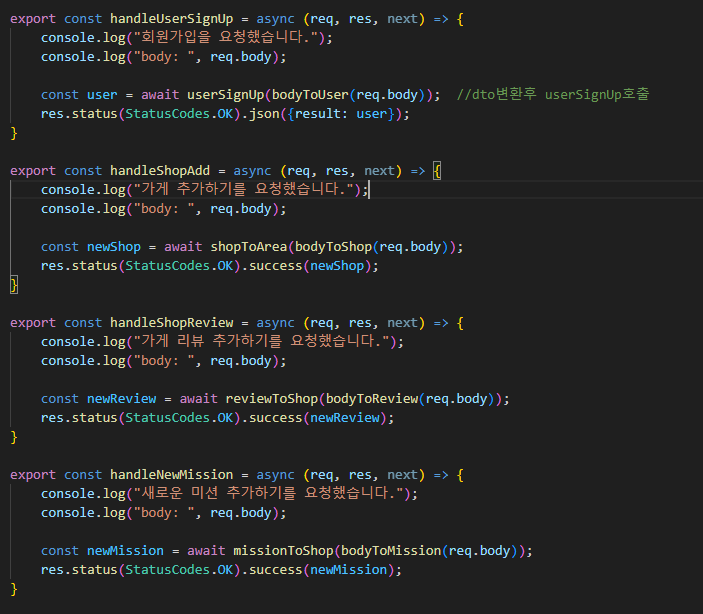 export const handleUserSignUp = async (req, res, next) => {
    console.log("회원가입을 요청했습니다.");
    console.log("body: ", req.body);

    const user = await userSignUp(bodyToUser(req.body));  //dto변환후 userSignUp호출
    res.status(StatusCodes.OK).json({result: user});
}

export const handleShopAdd = async (req, res, next) => {
    console.log("가게 추가하기를 요청했습니다.");
    console.log("body: ", req.body);

    const newShop = await shopToArea(bodyToShop(req.body));
    res.status(StatusCodes.OK).success(newShop);
}

export const handleShopReview = async (req, res, next) => {
    console.log("가게 리뷰 추가하기를 요청했습니다.");
    console.log("body: ", req.body);

    const newReview = await reviewToShop(bodyToReview(req.body));
    res.status(StatusCodes.OK).success(newReview);
}

export const handleNewMission = async (req, res, next) => {
    console.log("새로운 미션 추가하기를 요청했습니다.");
    console.log("body: ", req.body);

    const newMission = await missionToShop(bodyToMission(req.body));
    res.status(StatusCodes.OK).success(newMission);
}